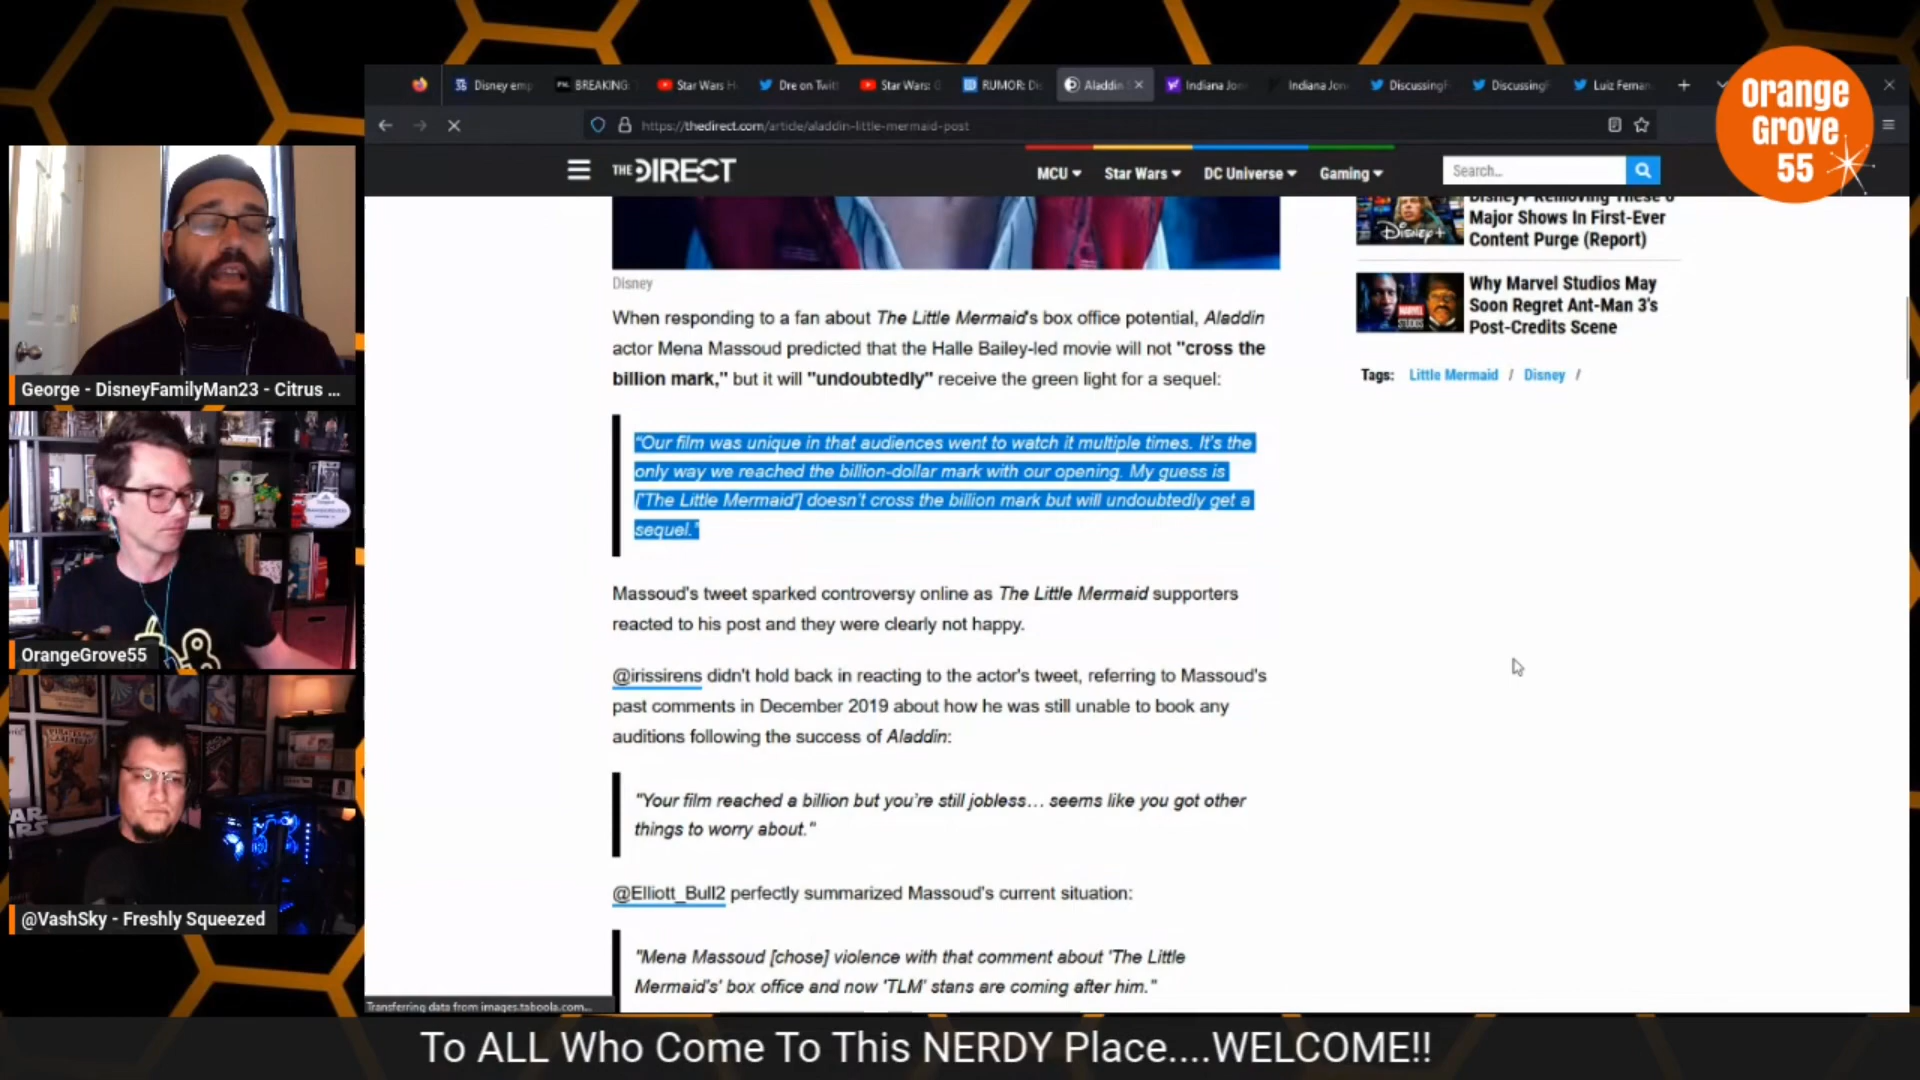 Disney emp
BREAKING:
Star Wars H
Dre on Twitt
Star Wars: G
RUMOR: Di
Aladdin
Indiana Jon
Indiana Jon
Discussing
Discussing
Luiz Fernan
https://thedirect.com/article/aladdin-little-mermaid-post
Orange
Grove
55
THE DIRECT
MCU
Star Wars
DC Universe
Gaming
Search...
Disney+ Removing These 6
Major Shows In First-Ever
Content Purge (Report)
Disney+
Why Marvel Studios May
Soon Regret Ant-Man 3's
Post-Credits Scene
Tags: Little Mermaid / Disney /
Disney
When responding to a fan about The Little Mermaid's box office potential, Aladdin
actor Mena Massoud predicted that the Halle Bailey-led movie will not "cross the
billion mark," but it will "undoubtedly" receive the green light for a sequel:
"Our film was unique in that audiences went to watch it multiple times. It's the
only way we reached the billion-dollar mark with our opening. My guess is
['The Little Mermaid'] doesn't cross the billion mark but will undoubtedly get a
sequel."
Massoud's tweet sparked controversy online as The Little Mermaid supporters
reacted to his post and they were clearly not happy.
@irissirens didn't hold back in reacting to the actor's tweet, referring to Massoud's
past comments in December 2019 about how he was still unable to book any
auditions following the success of Aladdin:
"Your film reached a billion but you're still jobless... seems like you got other
things to worry about."
@Elliott_Bull2 perfectly summarized Massoud's current situation:
"Mena Massoud [chose] violence with that comment about 'The Little
Mermaid's' box office and now 'TLM' stans are coming after him."
Transferring data from images.taboola.com...
George - DisneyFamilyMan23 - Citrus ...
OrangeGrove55
@VashSky - Freshly Squeezed
To ALL Who Come To This NERDY Place....WELCOME!!